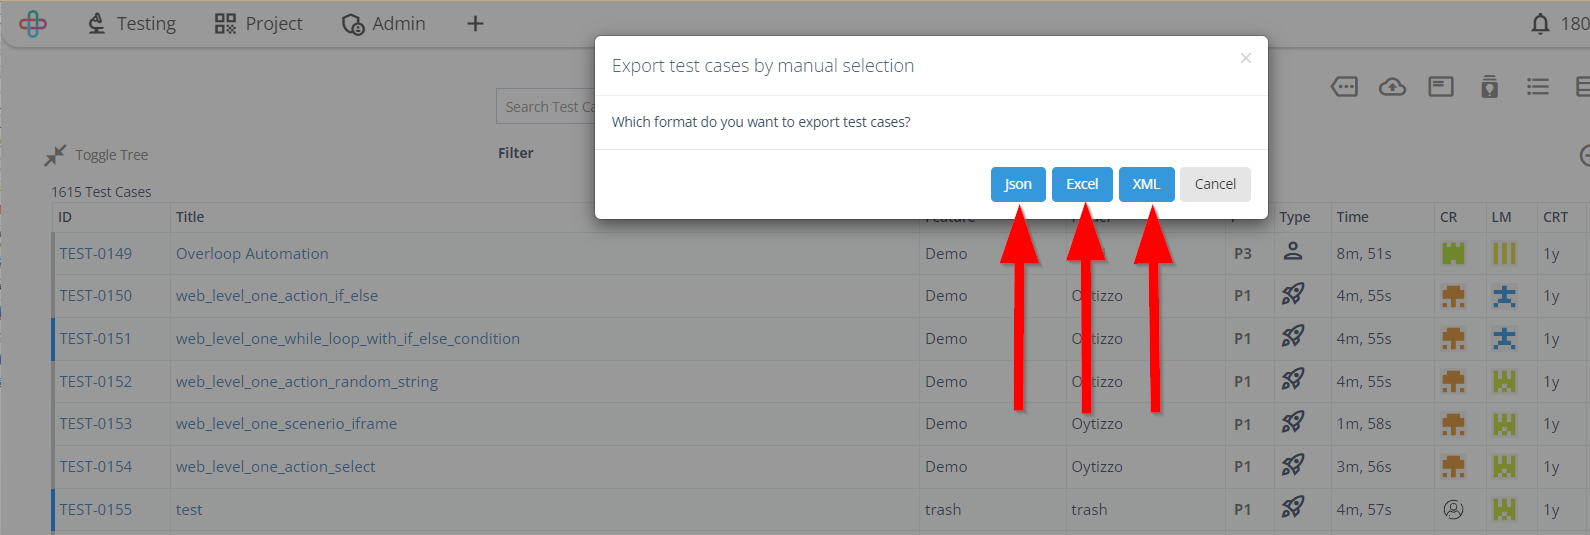 Testing Project Admin 180
Export test cases by manual selection
Search Test Ca
Which format do you want to export test cases?
Toggle Tree Filter
Json Excel XML Cancel
1615 Test Cases
ID Title Type Time CR LM CRT
TEST-0149 Overloop Automation Demo P3 8m, 51s 1y
TEST-0150 web_level_one_action_if_else Demo Oytizzo P1 4m, 55s 1y
TEST-0151 web_level_one_while_loop_with_if_else_condition Demo Oytizzo P1 4m, 55s 1y
TEST-0152 web_level_one_action_random_string Demo Oytizzo P1 4m, 55s 1y
TEST-0153 web_level_one_scenerio_iframe Demo Oytizzo P1 1m, 58s 1y
TEST-0154 web_level_one_action_select Demo Oytizzo P1 3m, 56s 1y
TEST-0155 test trash trash P1 4m, 57s 1y